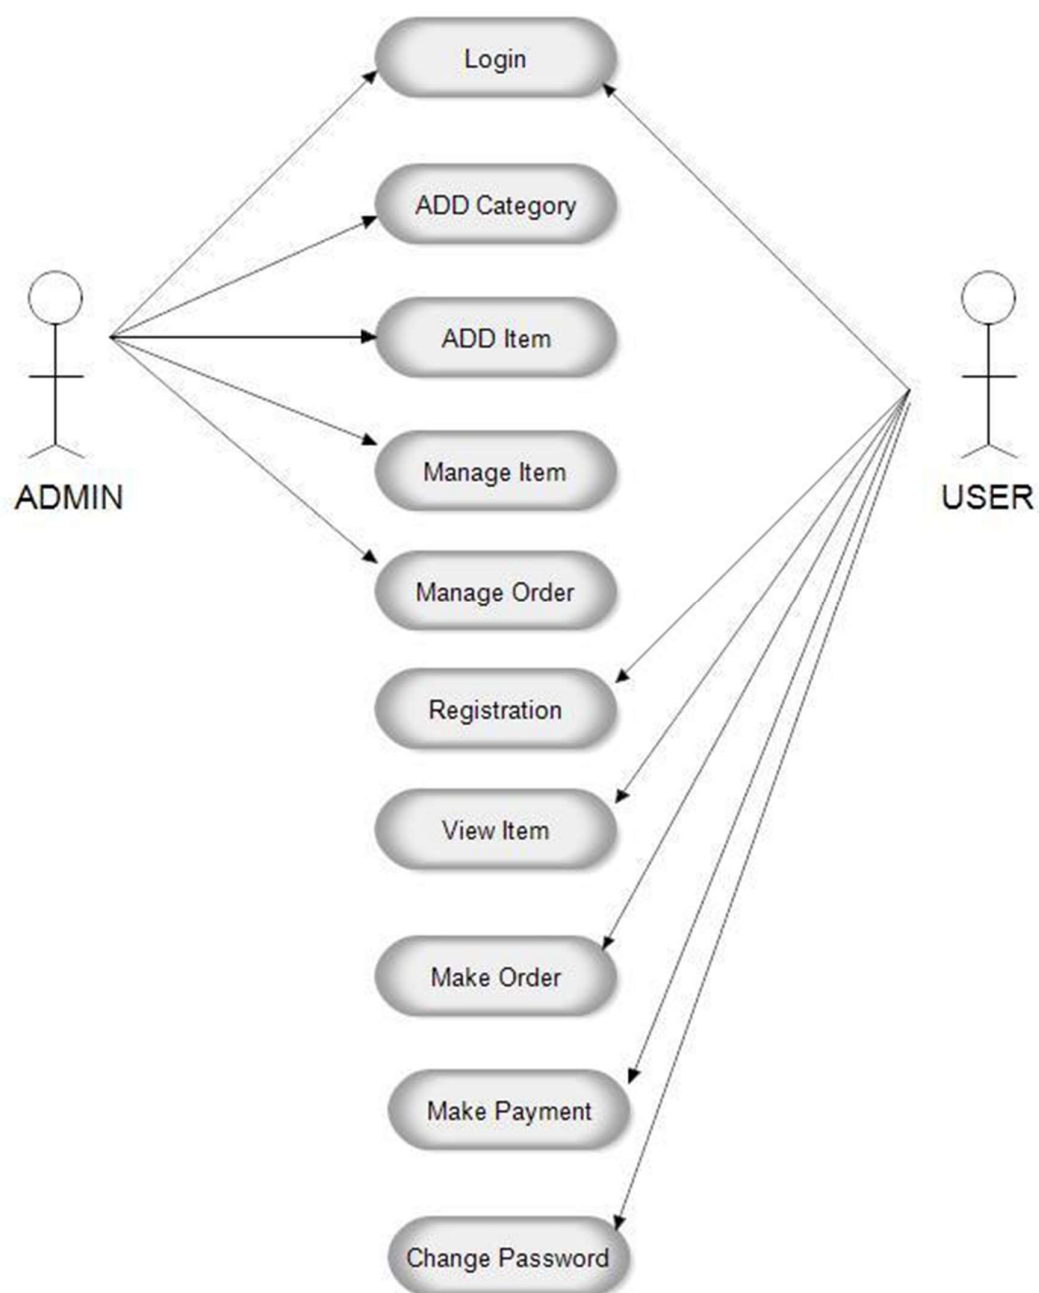 Login
ADD Category
ADD Item
Manage Item
ADMIN
USER
Manage Order
Registration
View Item
Make Order
Make Payment
Change Password